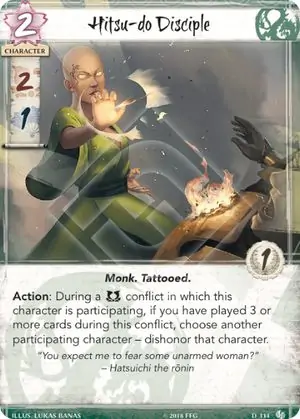 2
Hitsu-do Disciple
CHARACTER
2
1
1
Monk. Tattooed.
Action: During a conflict in which this
character is participating, if you have played 3 or
more cards during this conflict, choose another
participating character – dishonor that character.
“You expect me to fear some unarmed woman?”
– Hatsuichi the rōnin
ILLUS. LUKAS BANAS
© 2018 FFG